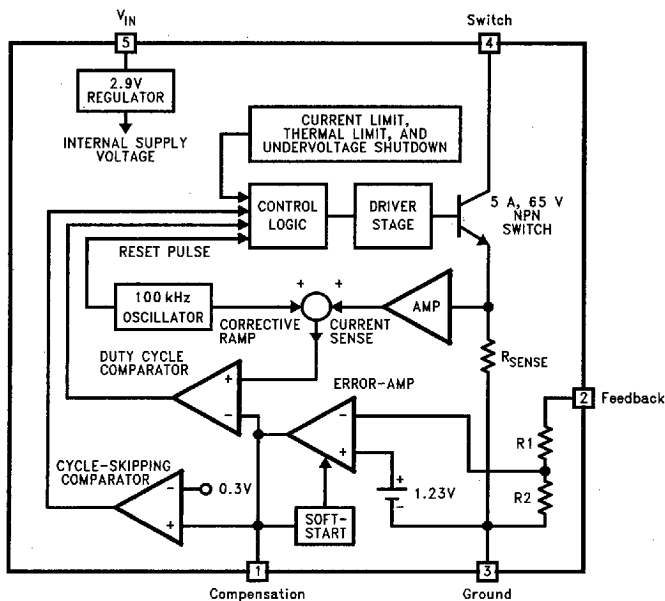 V_IN
Switch
5
4
2.9V
REGULATOR
INTERNAL SUPPLY
VOLTAGE
CURRENT LIMIT,
THERMAL LIMIT, AND
UNDERVOLTAGE SHUTDOWN
CONTROL
LOGIC
DRIVER
STAGE
5 A, 65 V
NPN
SWITCH
RESET PULSE
100 kHz
OSCILLATOR
+
+
AMP
CORRECTIVE
RAMP
CURRENT
SENSE
R_SENSE
DUTY CYCLE
COMPARATOR
+
-
ERROR-AMP
-
+
2
Feedback
R1
R2
CYCLE-SKIPPING
COMPARATOR
-
0.3V
+
+
1.23V
-
SOFT-
START
1
3
Compensation
Ground